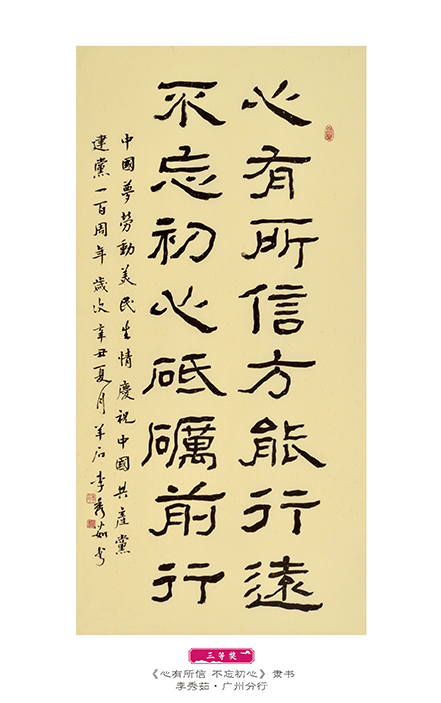 心有所信方能行遠
不忘初心砥礪前行
中國夢勞動美民生情慶祝中國共產黨
建黨一百周年歲次辛丑夏月羊石李秀茹书
三等奖
《心有所信 不忘初心》 隶书
李秀茹·广州分行